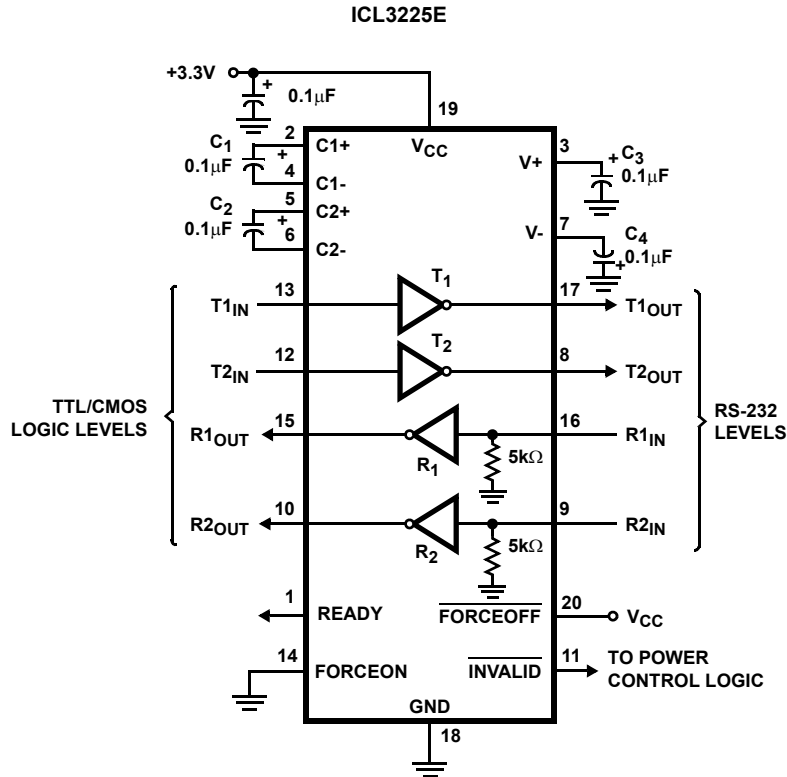 ICL3225E
+3.3V
+
0.1μF
19
2
C1+
VCC
3
C1
0.1μF
+
4
C1-
V+
+
C3
0.1μF
5
C2+
C2
0.1μF
+
6
C2-
7
V-
C4
0.1μF
+
T1
T1IN
13
17
T1OUT
T2
T2IN
12
8
T2OUT
TTL/CMOS
LOGIC LEVELS
RS-232
LEVELS
R1OUT
15
16
R1IN
R1
5kΩ
R2OUT
10
9
R2IN
R2
5kΩ
1
READY
FORCEOFF
20
VCC
14
FORCEON
INVALID
11
TO POWER
CONTROL LOGIC
GND
18